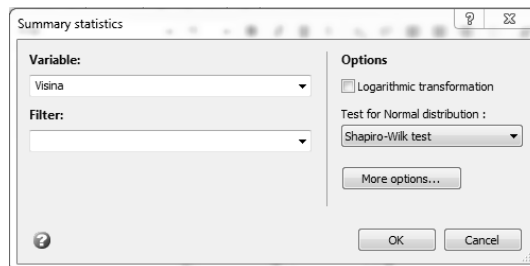 Summary statistics
Variable:
Visina
Filter:
Options
Logarithmic transformation
Test for Normal distribution :
Shapiro-Wilk test
More options...
OK
Cancel